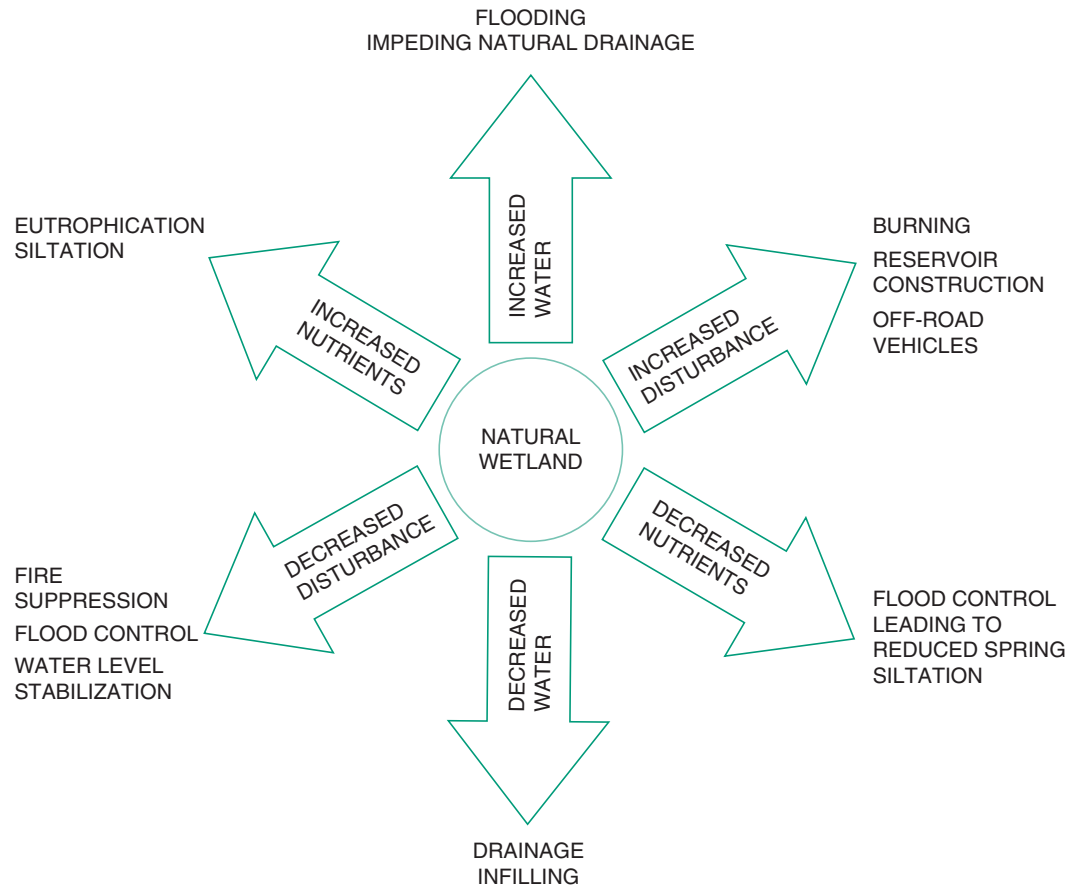 FLOODING
IMPEDING NATURAL DRAINAGE
EUTROPHICATION
SILTATION
INCREASED
NUTRIENTS
INCREASED
WATER
INCREASED
DISTURBANCE
BURNING
RESERVOIR
CONSTRUCTION
OFF-ROAD
VEHICLES
NATURAL
WETLAND
FIRE
SUPPRESSION
FLOOD CONTROL
WATER LEVEL
STABILIZATION
DECREASED
DISTURBANCE
DECREASED
WATER
DECREASED
NUTRIENTS
FLOOD CONTROL
LEADING TO
REDUCED SPRING
SILTATION
DRAINAGE
INFILLING